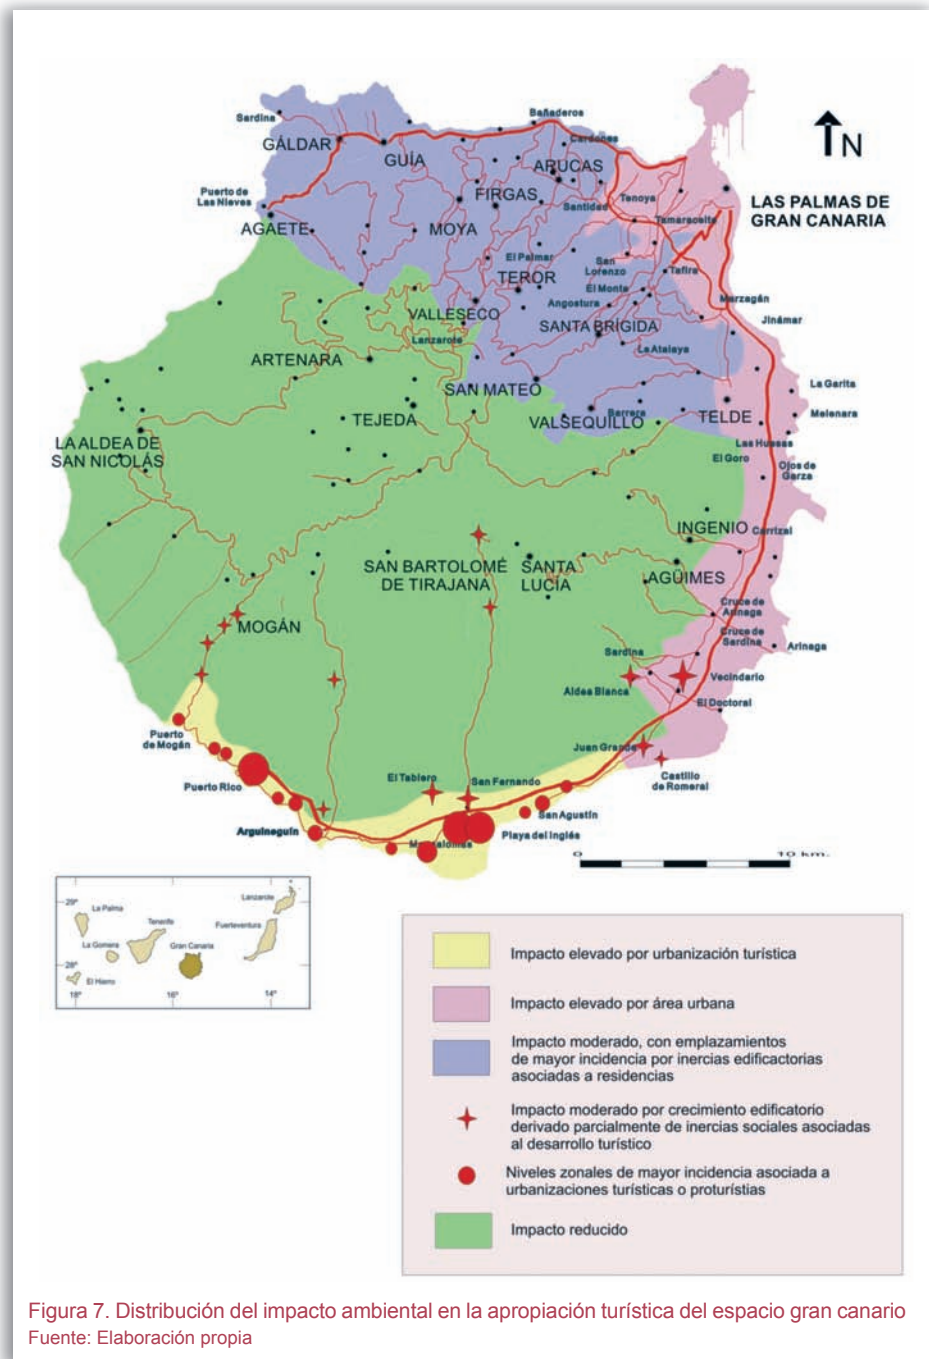 Sardina
GÁLDAR
GUÍA
Bañaderos
Cardones
ARUCAS
FIRGAS
Puerto de
Las Nieves
AGAETE
MOYA
Santidad
Tenoya
Tamaraceite
N
LAS PALMAS DE
GRAN CANARIA
El Palmar
San
Lorenzo
Tafira
TEROR
El Monte
Angostura
Marzagán
VALLESECO
SANTA BRÍGIDA
Jinámar
Lanzarote
La Atalaya
ARTENARA
SAN MATEO
La Garita
TEJEDA
VALSEQUILLO
Barrera
TELDE
Melenara
LA ALDEA DE
SAN NICOLÁS
Las Huesas
El Goro
Ojos de
Garza
INGENIO
Carrizal
SAN BARTOLOMÉ
DE TIRAJANA
SANTA
LUCÍA
AGÜIMES
MOGÁN
Cruce de
Arinaga
Cruce de
Sardina
Arinaga
Sardina
Aldea Blanca
Vecindario
El Doctoral
Puerto
de Mogán
Juan Grande
Castillo
de Romeral
Puerto Rico
El Tablero
San Fernando
San Agustín
Arguineguín
Maspalomas
Playa del Inglés
0 10 km.
29º
28º
18º
16º
14º
La Palma
La Gomera
El Hierro
Tenerife
Gran Canaria
Fuerteventura
Lanzarote
Impacto elevado por urbanización turística
Impacto elevado por área urbana
Impacto moderado, con emplazamientos
de mayor incidencia por inercias edificactorias
asociadas a residencias
Impacto moderado por crecimiento edificatorio
derivado parcialmente de inercias sociales asociadas
al desarrollo turístico
Niveles zonales de mayor incidencia asociada a
urbanizaciones turísticas o proturístias
Impacto reducido
Figura 7. Distribución del impacto ambiental en la apropiación turística del espacio gran canario
Fuente: Elaboración propia